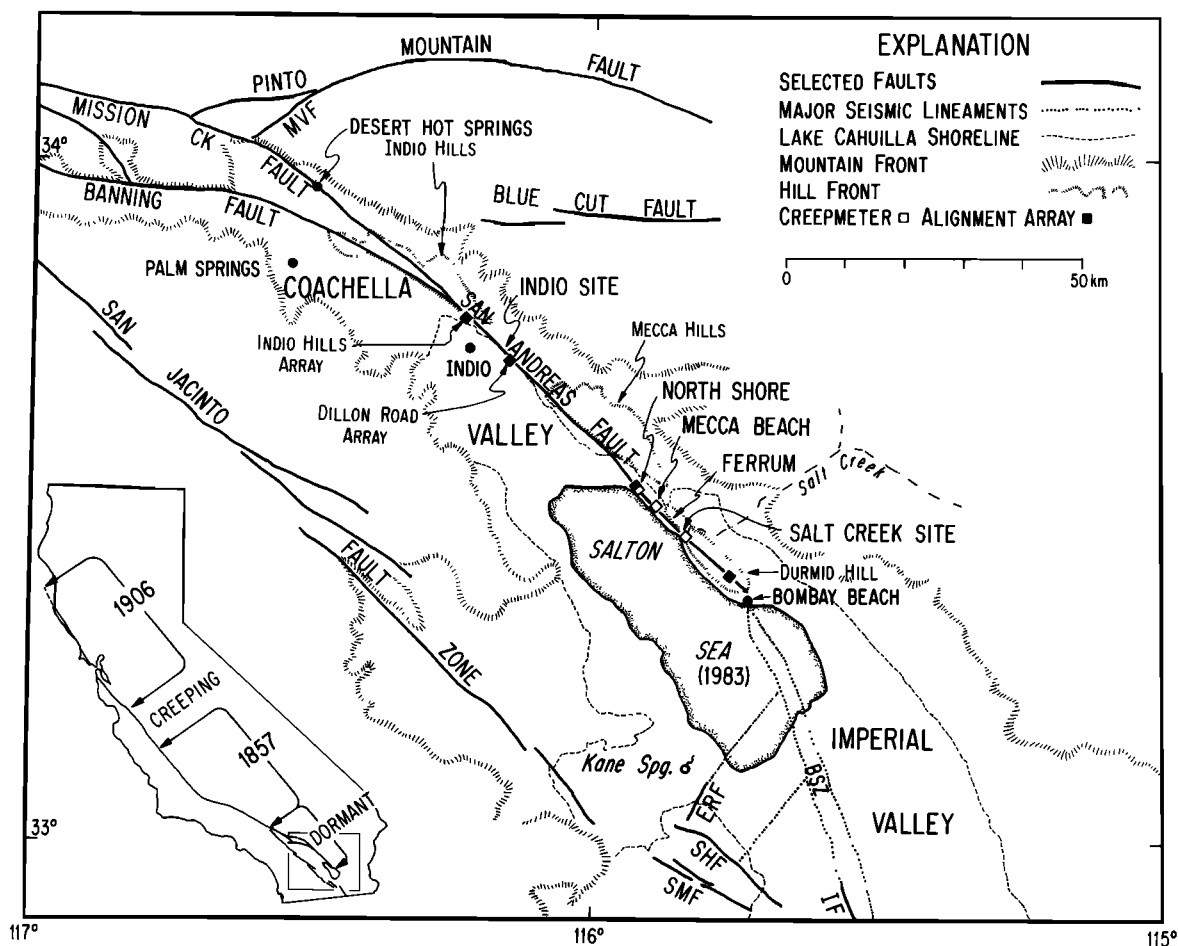 EXPLANATION
SELECTED FAULTS
MAJOR SEISMIC LINEAMENTS
LAKE CAHUILLA SHORELINE
MOUNTAIN FRONT
HILL FRONT
CREEPMETER
ALIGNMENT ARRAY
0
50 km
PINTO MOUNTAIN FAULT
MVF
MISSION CK FAULT
DESERT HOT SPRINGS
INDIO HILLS
34°
BANNING FAULT
BLUE CUT FAULT
PALM SPRINGS
COACHELLA
INDIO SITE
SAN ANDREAS FAULT
INDIO HILLS
ARRAY
INDIO
MECCA HILLS
DILLON ROAD
ARRAY
VALLEY
NORTH SHORE
MECCA BEACH
FERRUM
Salt Creek
SALT CREEK SITE
DURMID HILL
BOMBAY BEACH
SAN JACINTO FAULT ZONE
SALTON
SEA
(1983)
IMPERIAL
VALLEY
Kane Spg.
ERF
BSZ
SHF
SMF
IF
1906
CREEPING
1857
DORMANT
33°
117°
116°
115°